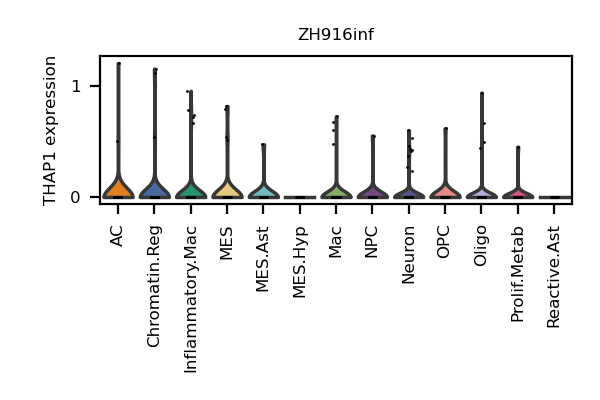 ZH916inf
THAP1 expression
1
0
AC
Chromatin.Reg
Inflammatory.Mac
MES
MES.Ast
MES.Hyp
Mac
NPC
Neuron
OPC
Oligo
Prolif.Metab
Reactive.Ast